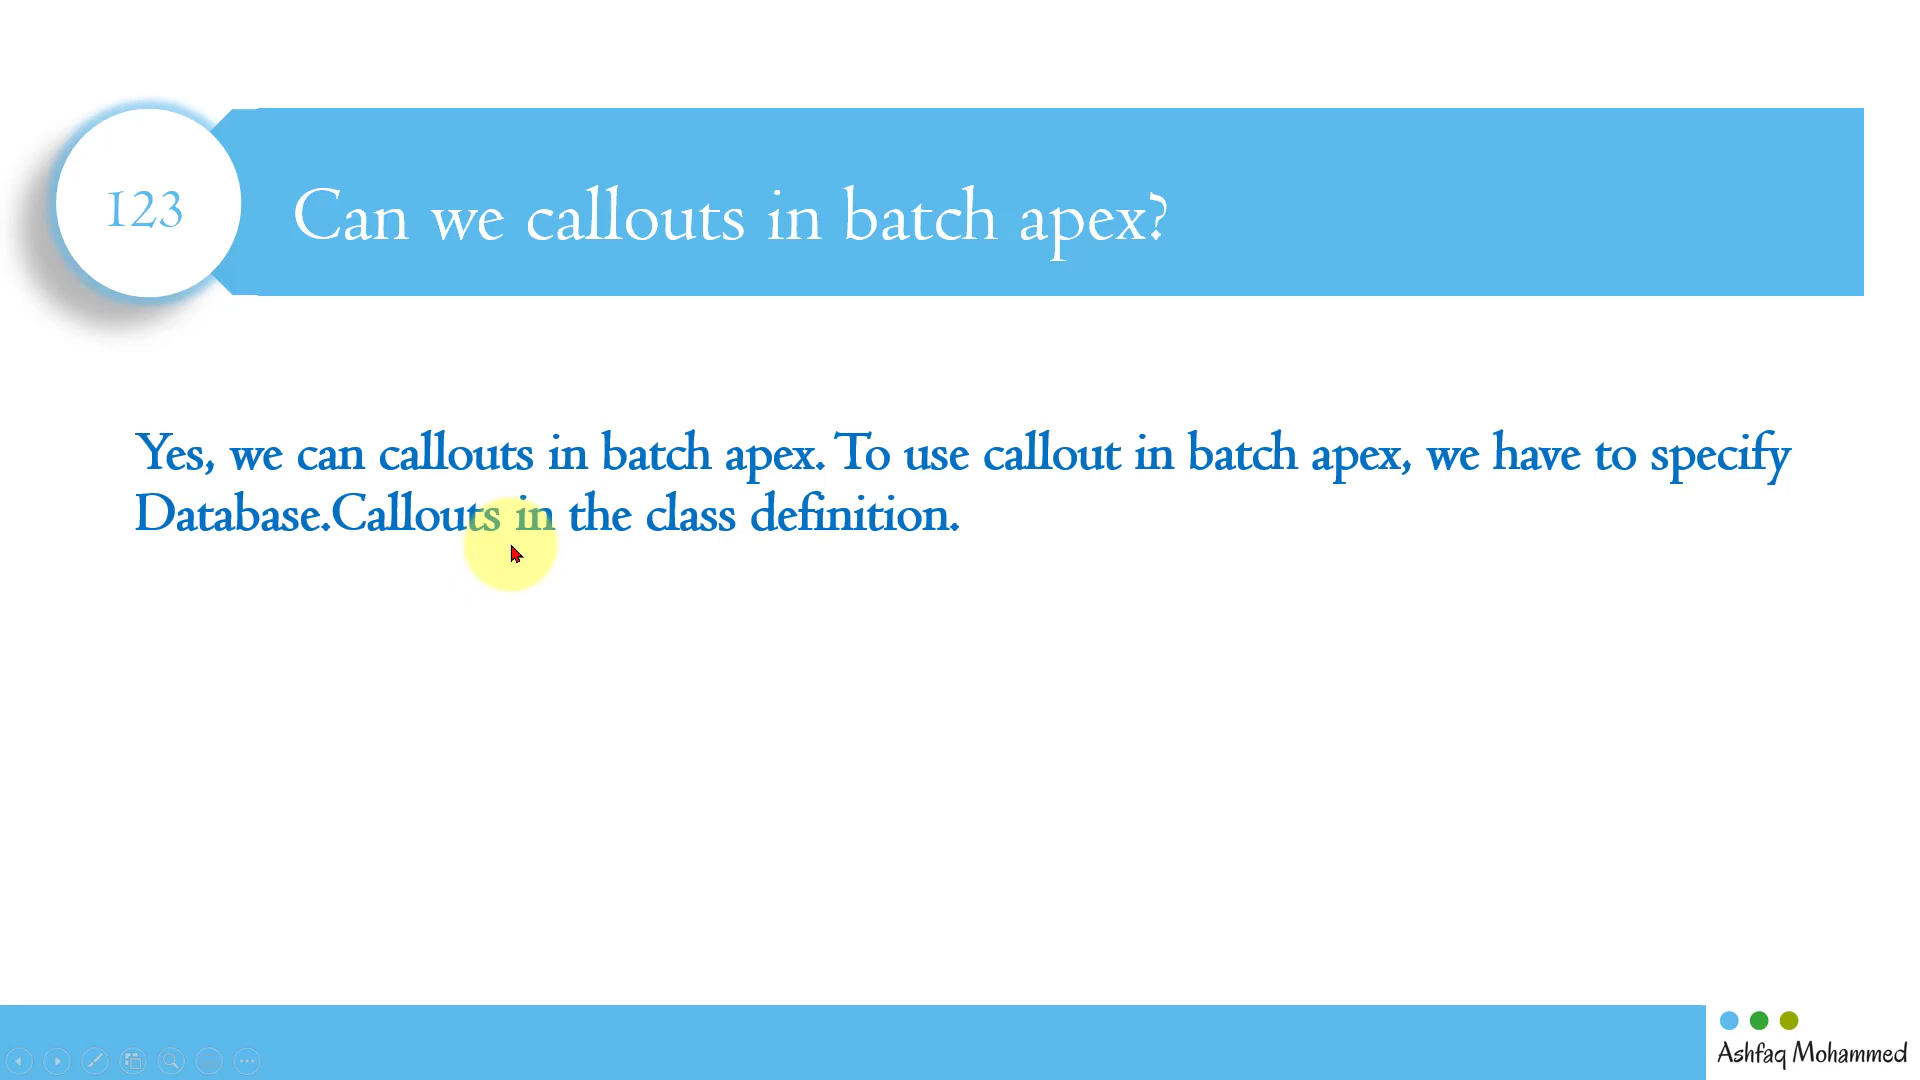 123
Can we callouts in batch apex?
Yes, we can callouts in batch apex. To use callout in batch apex, we have to specify
Database.Callouts in the class definition.
Ashfaq Mohammed